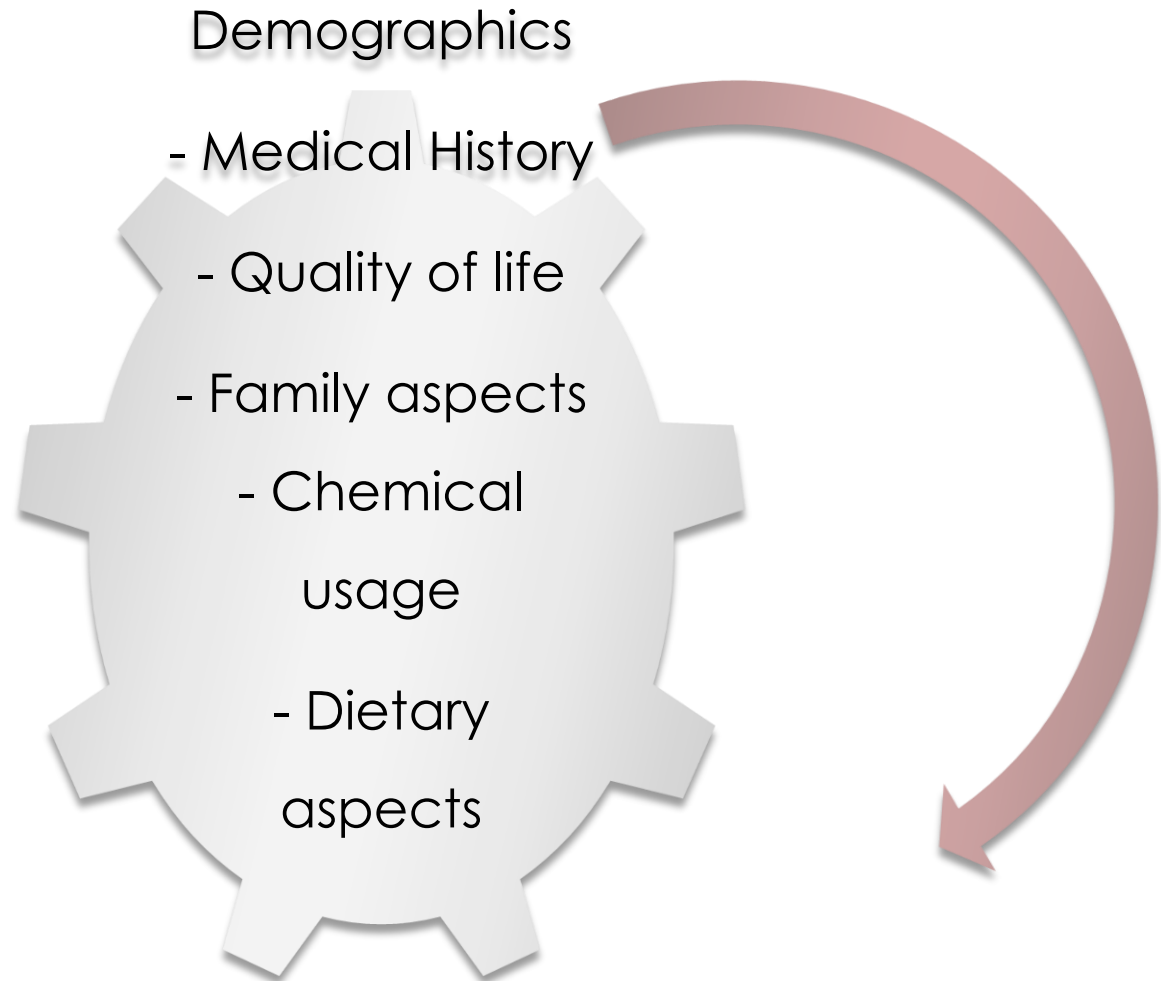 Demographics
- Medical History
- Quality of life
- Family aspects
- Chemical
usage
- Dietary
aspects